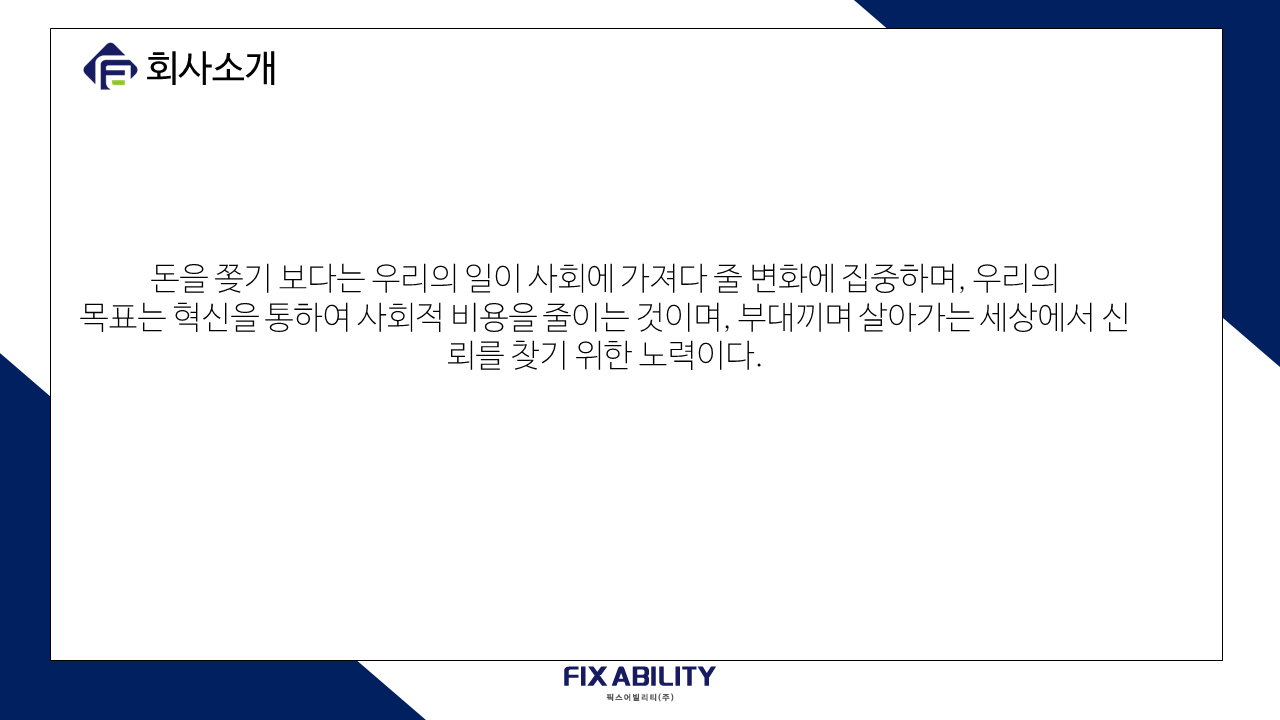 회사소개
돈을 쫓기 보다는 우리의 일이 사회에 가져다 줄 변화에 집중하며, 우리의
목표는 혁신을 통하여 사회적 비용을 줄이는 것이며, 부대끼며 살아가는 세상에서 신
뢰를 찾기 위한 노력이다.
FIX ABILITY
픽스어빌리티(주)